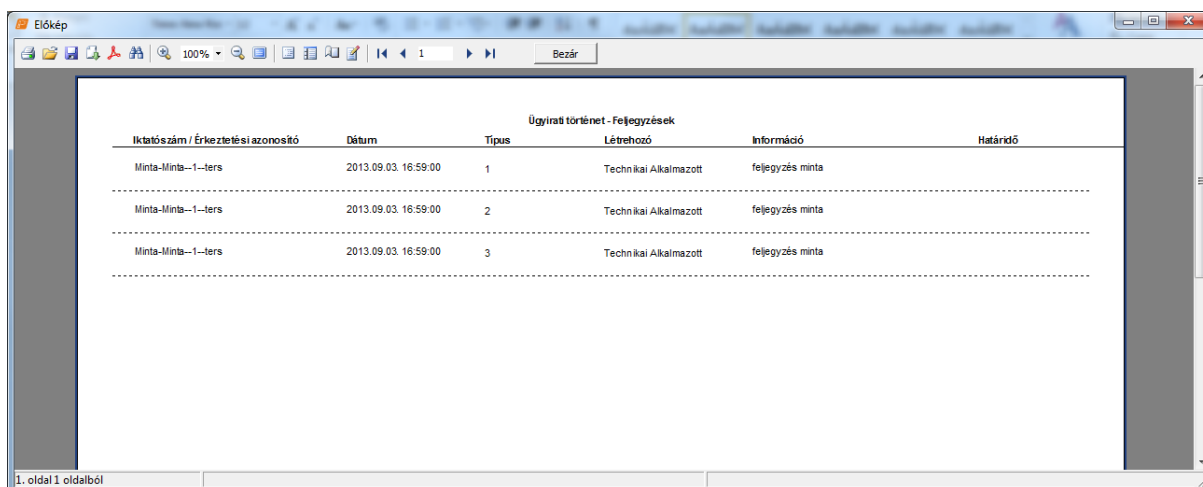 Előkép
100% 1 Bezár
Ügyirati történet - Feljegyzések
Iktatószám / Érkeztetési azonosító Dátum Típus Létrehozó Információ Határidő
Minta-Minta--1--ters 2013.09.03. 16:59:00 1 Technikai Alkalmazott feljegyzés minta
Minta-Minta--1--ters 2013.09.03. 16:59:00 2 Technikai Alkalmazott feljegyzés minta
Minta-Minta--1--ters 2013.09.03. 16:59:00 3 Technikai Alkalmazott feljegyzés minta
1. oldal 1 oldalból